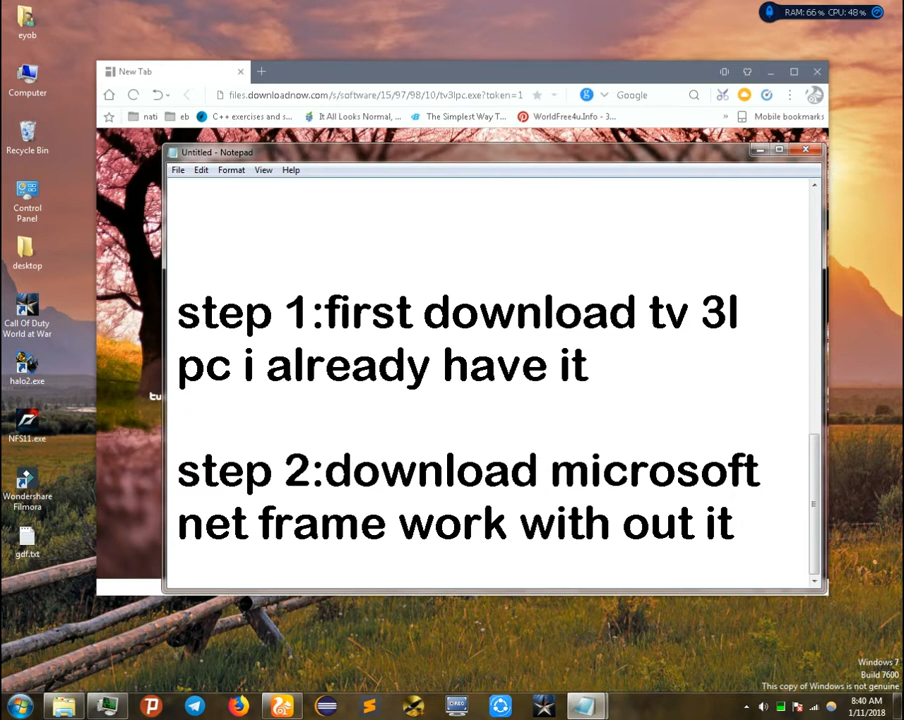 eyob
RAM: 66 % CPU: 48 %
Computer
New Tab
files.downloadnow.com/s/software/15/97/98/10/tv3lpc.exe?token=1
Google
nati
eb
C++ exercises and s...
It All Looks Normal, ...
The Simplest Way T...
WorldFree4u.Info - 3...
»
Mobile bookmarks
Recycle Bin
Untitled - Notepad
File Edit Format View Help
Control
Panel
desktop
step 1:first download tv 3l
pc i already have it
Call Of Duty
World at War
halo2.exe
tu
NFS11.exe
step 2:download microsoft
net frame work with out it
Wondershare
Filmora
gdf.txt
Windows 7
Build 7600
This copy of Windows is not genuine
8:40 AM
1/11/2018